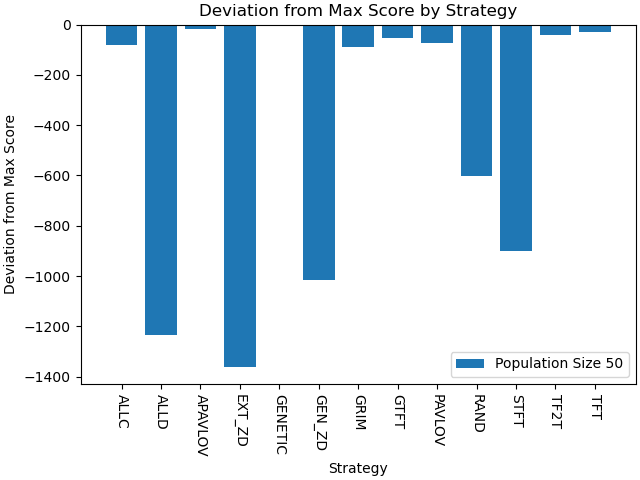 Deviation from Max Score by Strategy
Deviation from Max Score
0
−200
−400
−600
−800
−1000
−1200
−1400
Population Size 50
ALLC
ALLD
APAVLOV
EXT_ZD
GENETIC
GEN_ZD
GRIM
GTFT
PAVLOV
RAND
STFT
TF2T
TFT
Strategy